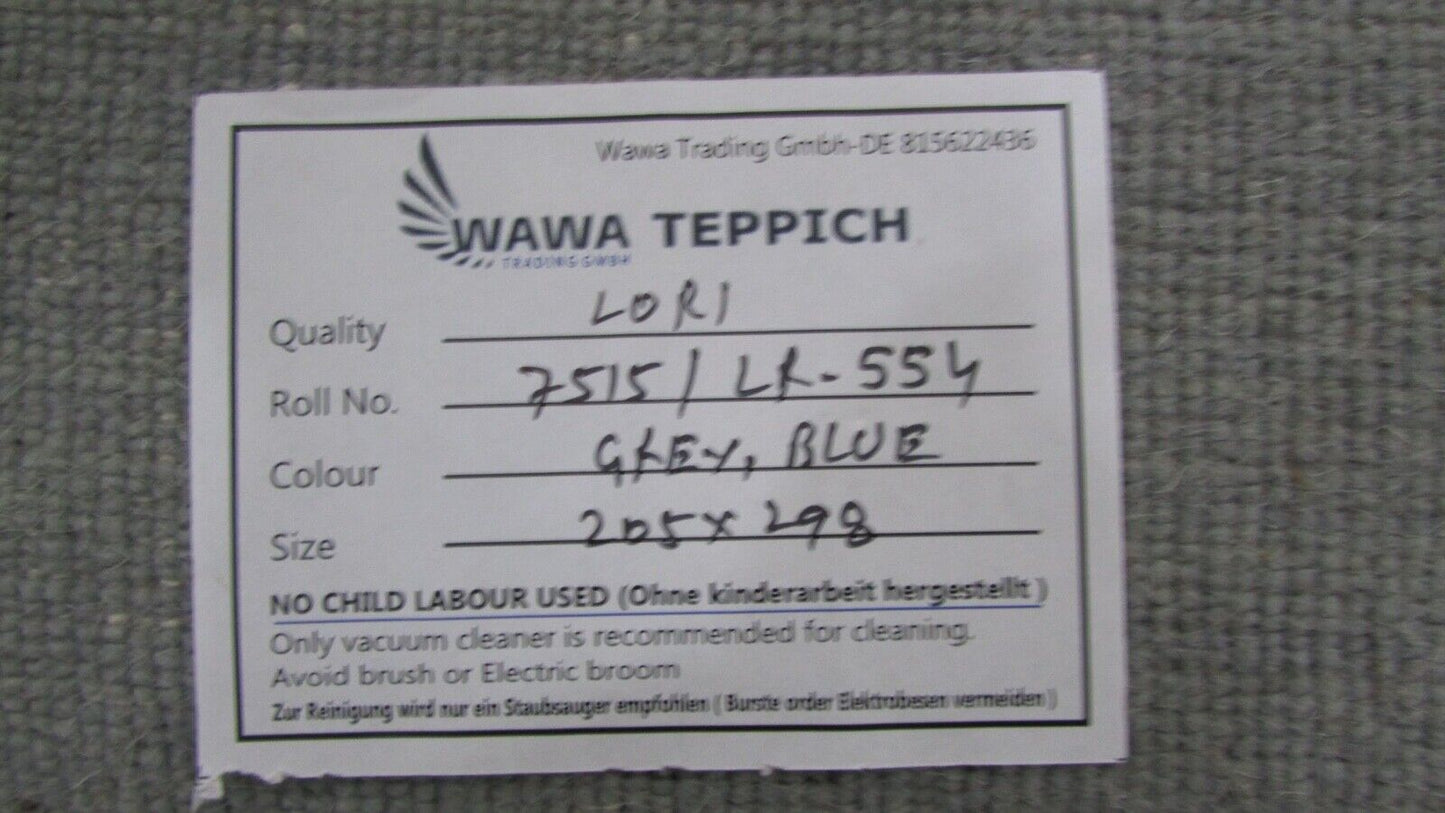 Wawa Trading Gmbh-DE 815622436
WAWA TEPPICH
TRADING GMBH
Quality LORI
Roll No. 7515 / LR-554
Colour GREY, BLUE
Size 205x298
NO CHILD LABOUR USED (Ohne kinderarbeit hergestellt )
Only vacuum cleaner is recommended for cleaning.
Avoid brush or Electric broom
Zur Reinigung wird nur ein Staubsauger empfohlen ( Burste order Elektrobesen vermeiden )